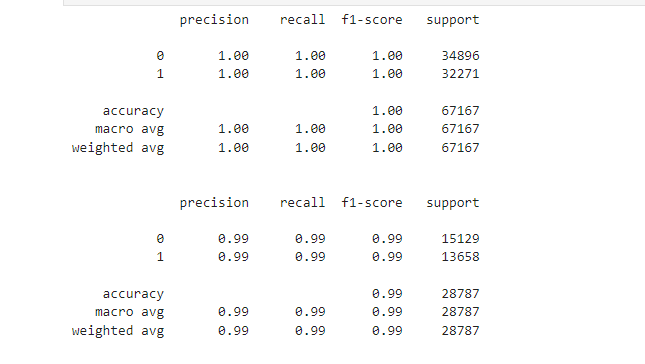 precision recall f1-score support
0 1.00 1.00 1.00 34896
1 1.00 1.00 1.00 32271
accuracy 1.00 67167
macro avg 1.00 1.00 1.00 67167
weighted avg 1.00 1.00 1.00 67167
precision recall f1-score support
0 0.99 0.99 0.99 15129
1 0.99 0.99 0.99 13658
accuracy 0.99 28787
macro avg 0.99 0.99 0.99 28787
weighted avg 0.99 0.99 0.99 28787